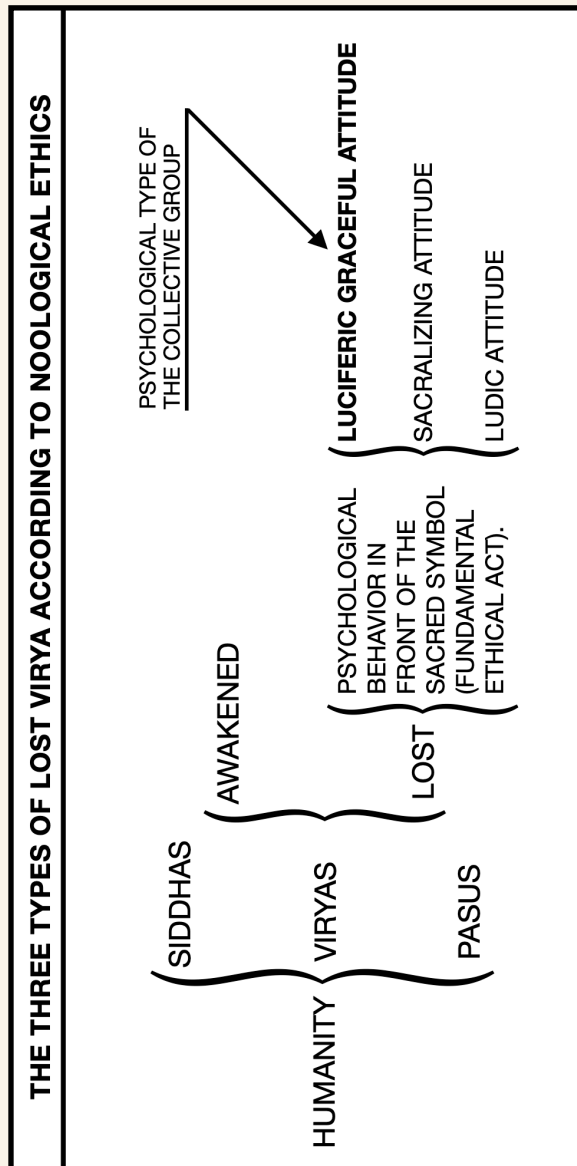 THE THREE TYPES OF LOST VIRYA ACCORDING TO NOOLOGICAL ETHICS
HUMANITY
SIDDHAS
VIRYAS
PASUS
AWAKENED
LOST
PSYCHOLOGICAL
BEHAVIOR IN
FRONT OF THE
SACRED SYMBOL
(FUNDAMENTAL
ETHICAL ACT).
PSYCHOLOGICAL TYPE OF
THE COLLECTIVE GROUP
LUCIFERIC GRACEFUL ATTITUDE
SACRALIZING ATTITUDE
LUDIC ATTITUDE